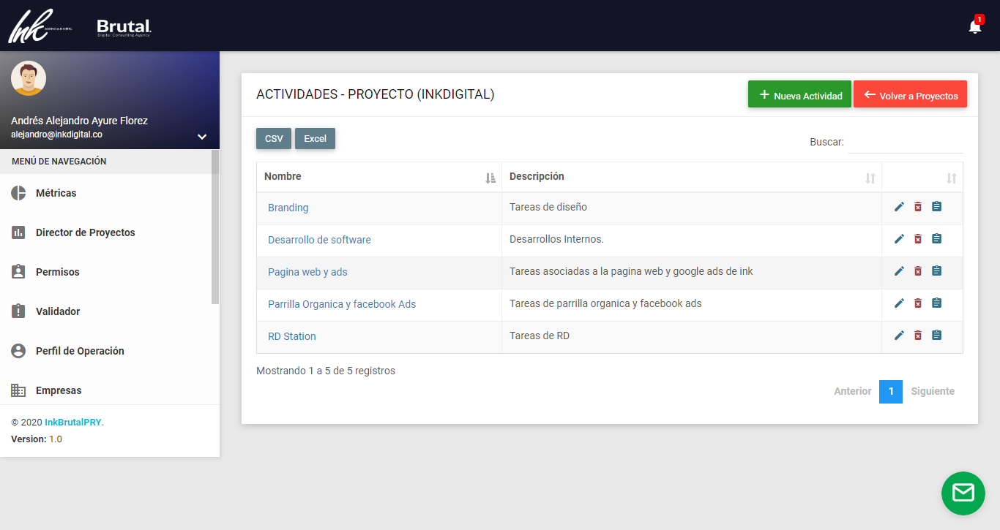 Ink AGENCIA DIGITAL
Brutal.
Digital Consulting Agency
1
Andrés Alejandro Ayure Florez
alejandro@inkdigital.co
MENÚ DE NAVEGACIÓN
Métricas
Director de Proyectos
Permisos
Validador
Perfil de Operación
Empresas
© 2020 InkBrutalPRY.
Version: 1.0
ACTIVIDADES - PROYECTO (INKDIGITAL)
Nueva Actividad
Volver a Proyectos
CSV
Excel
Buscar:
Nombre Descripción
Branding Tareas de diseño
Desarrollo de software Desarrollos Internos.
Pagina web y ads Tareas asociadas a la pagina web y google ads de ink
Parrilla Organica y facebook Ads Tareas de parrilla organica y facebook ads
RD Station Tareas de RD
Mostrando 1 a 5 de 5 registros
Anterior 1 Siguiente